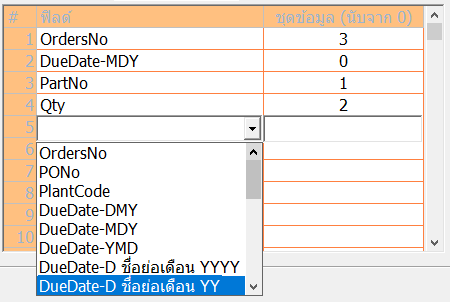 # ฟิลด์ ชุดข้อมูล (นับจาก 0)
1 OrdersNo 3
2 DueDate-MDY 0
3 PartNo 1
4 Qty 2
5
6 OrdersNo
7 PONo
8 PlantCode
DueDate-DMY
9 DueDate-MDY
10 DueDate-YMD
DueDate-D ชื่อย่อเดือน YYYY
DueDate-D ชื่อย่อเดือน YY